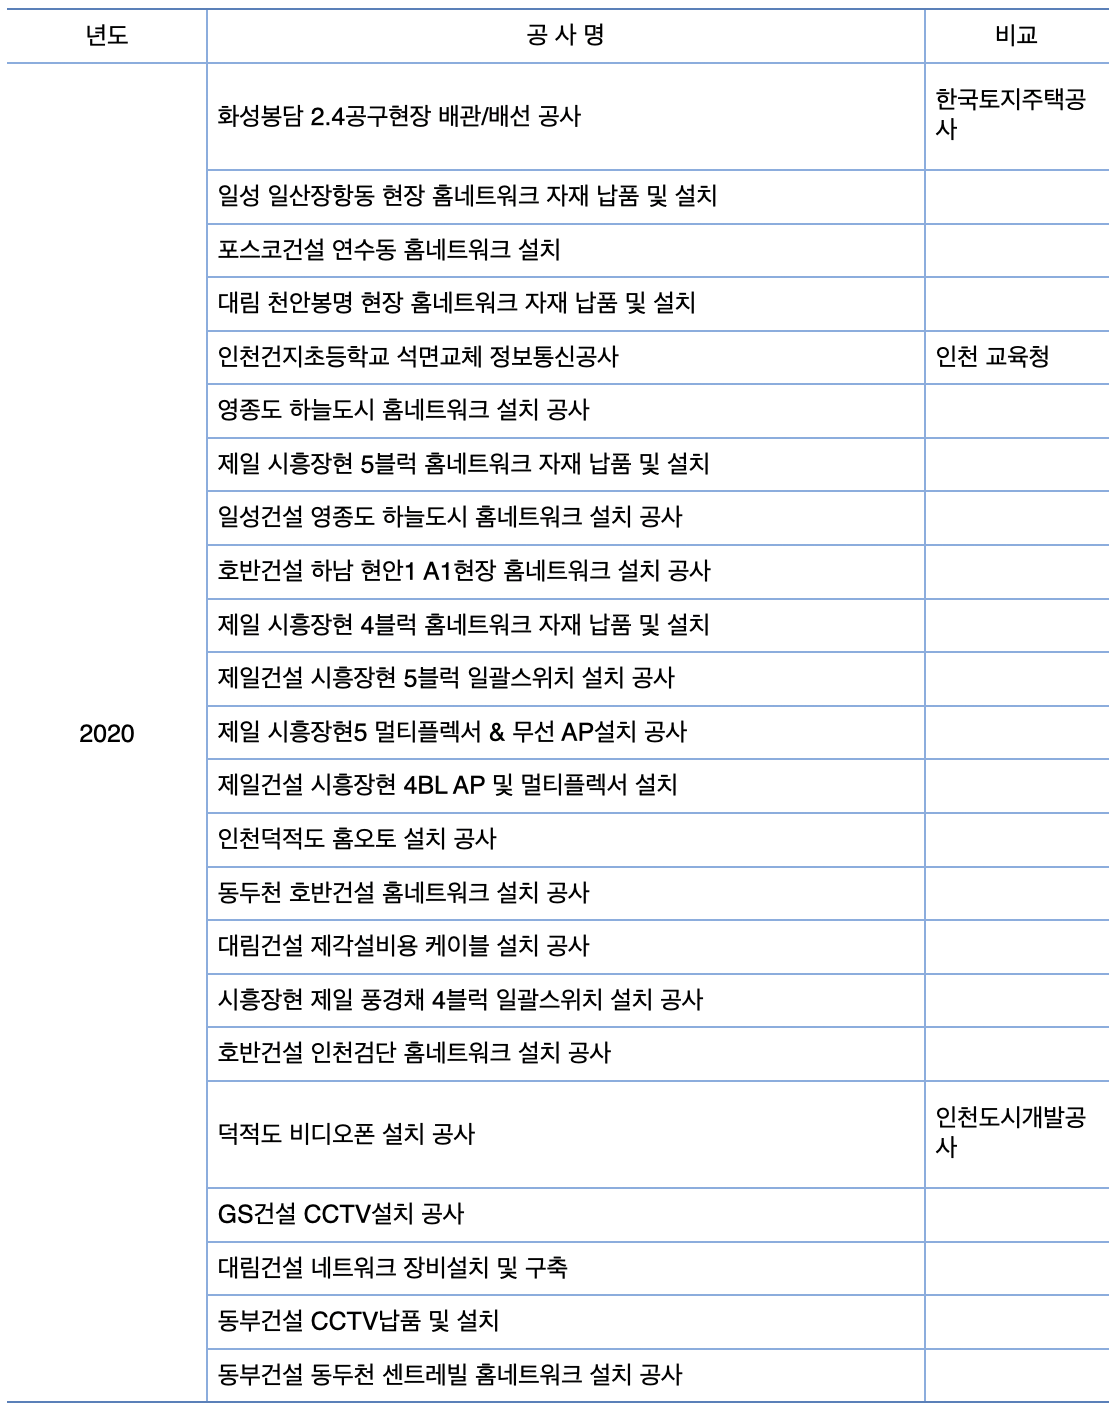 년도 공 사 명 비교
화성봉담 2.4공구현장 배관/배선 공사 한국토지주택공
사
일성 일산장항동 현장 홈네트워크 자재 납품 및 설치
포스코건설 연수동 홈네트워크 설치
대림 천안봉명 현장 홈네트워크 자재 납품 및 설치
인천건지초등학교 석면교체 정보통신공사 인천 교육청
영종도 하늘도시 홈네트워크 설치 공사
제일 시흥장현 5블럭 홈네트워크 자재 납품 및 설치
일성건설 영종도 하늘도시 홈네트워크 설치 공사
호반건설 하남 현안1 A1현장 홈네트워크 설치 공사
제일 시흥장현 4블럭 홈네트워크 자재 납품 및 설치
제일건설 시흥장현 5블럭 일괄스위치 설치 공사
2020 제일 시흥장현5 멀티플렉서 & 무선 AP설치 공사
제일건설 시흥장현 4BL AP 및 멀티플렉서 설치
인천덕적도 홈오토 설치 공사
동두천 호반건설 홈네트워크 설치 공사
대림건설 제각설비용 케이블 설치 공사
시흥장현 제일 풍경채 4블럭 일괄스위치 설치 공사
호반건설 인천검단 홈네트워크 설치 공사
덕적도 비디오폰 설치 공사 인천도시개발공
사
GS건설 CCTV설치 공사
대림건설 네트워크 장비설치 및 구축
동부건설 CCTV납품 및 설치
동부건설 동두천 센트레빌 홈네트워크 설치 공사